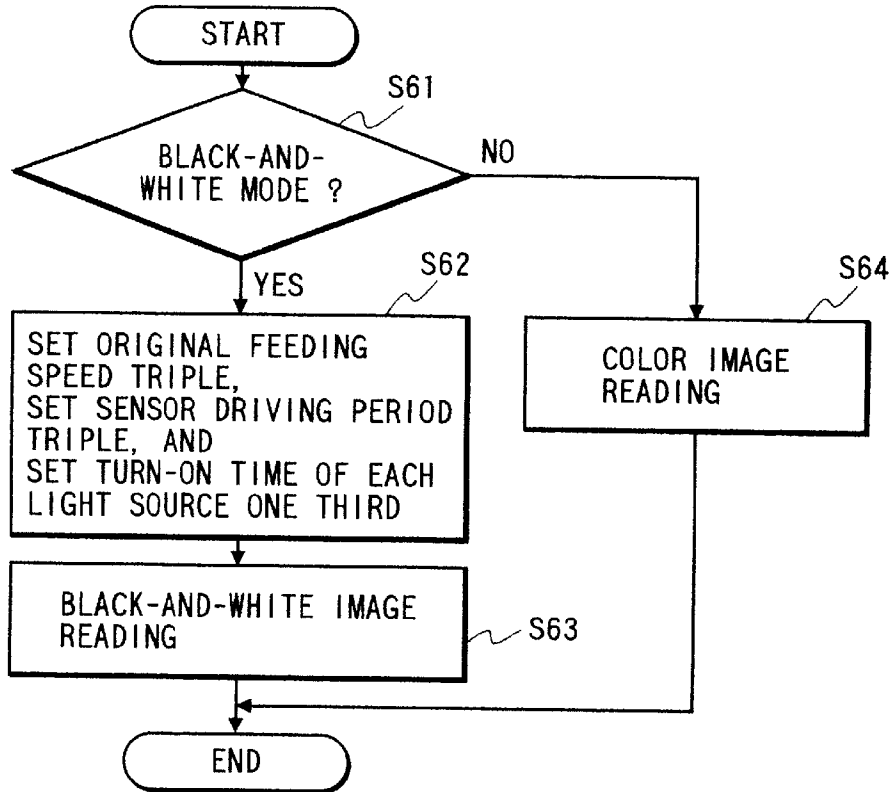 START
S61
BLACK-AND-
WHITE MODE ?
NO
YES
S62
SET ORIGINAL FEEDING
SPEED TRIPLE,
SET SENSOR DRIVING PERIOD
TRIPLE, AND
SET TURN-ON TIME OF EACH
LIGHT SOURCE ONE THIRD
S64
COLOR IMAGE
READING
BLACK-AND-WHITE IMAGE
READING
S63
END